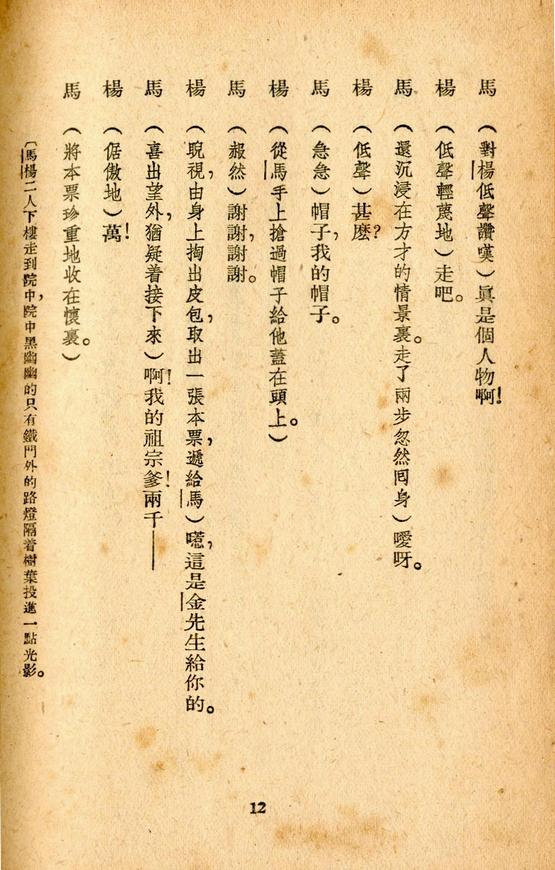 馬 （對楊低聲讚嘆）眞是個人物啊！
楊 （低聲輕蔑地）走吧。
馬 （還沉浸在方才的情景裏。走了兩步忽然囘身）噯呀。
楊 （低聲）甚麽？
馬 （急急）帽子，我的帽子。
楊 （從馬手上搶過帽子給他蓋在頭上。）
馬 （赧然）謝謝，謝謝。
楊 （睨視，由身上掏出皮包，取出一張本票，遞給馬）嚂，這是金先生給你的。
馬 （喜出望外，猶疑着接下來）啊！我的祖宗爹！兩千——
楊 （倨傲地）萬！
馬 （將本票珍重地收在懷裏。）
〔馬楊二人下樓走到院中，院中黑幽幽的只有鐵門外的路燈隔着樹葉投進一點光影。
12